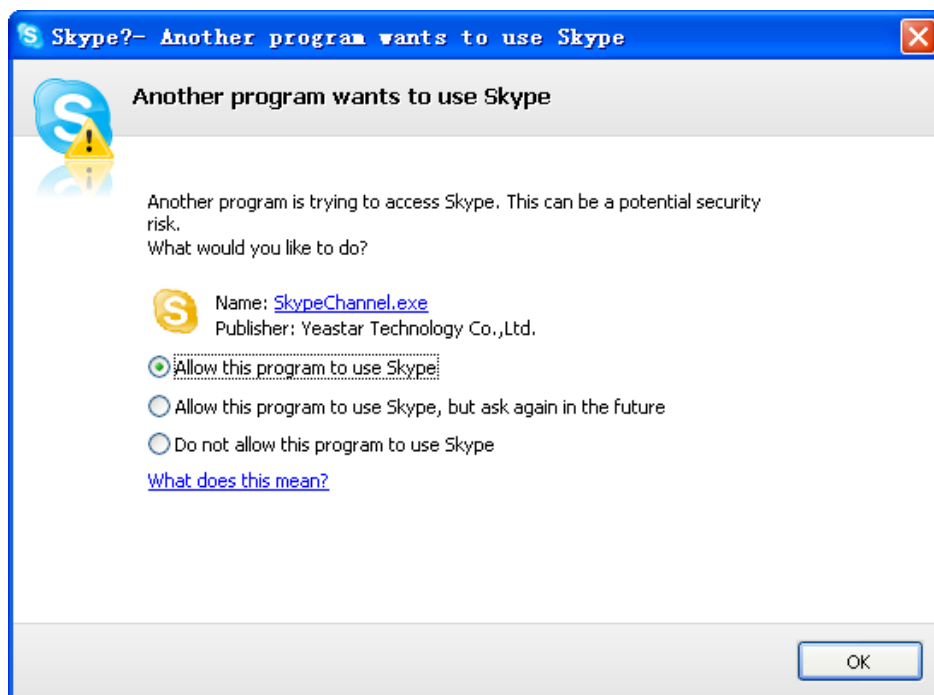 Skype?- Another program wants to use Skype
Another program wants to use Skype
Another program is trying to access Skype. This can be a potential security
risk.
What would you like to do?
Name: SkypeChannel.exe
Publisher: Yeastar Technology Co.,Ltd.
Allow this program to use Skype
Allow this program to use Skype, but ask again in the future
Do not allow this program to use Skype
What does this mean?
OK